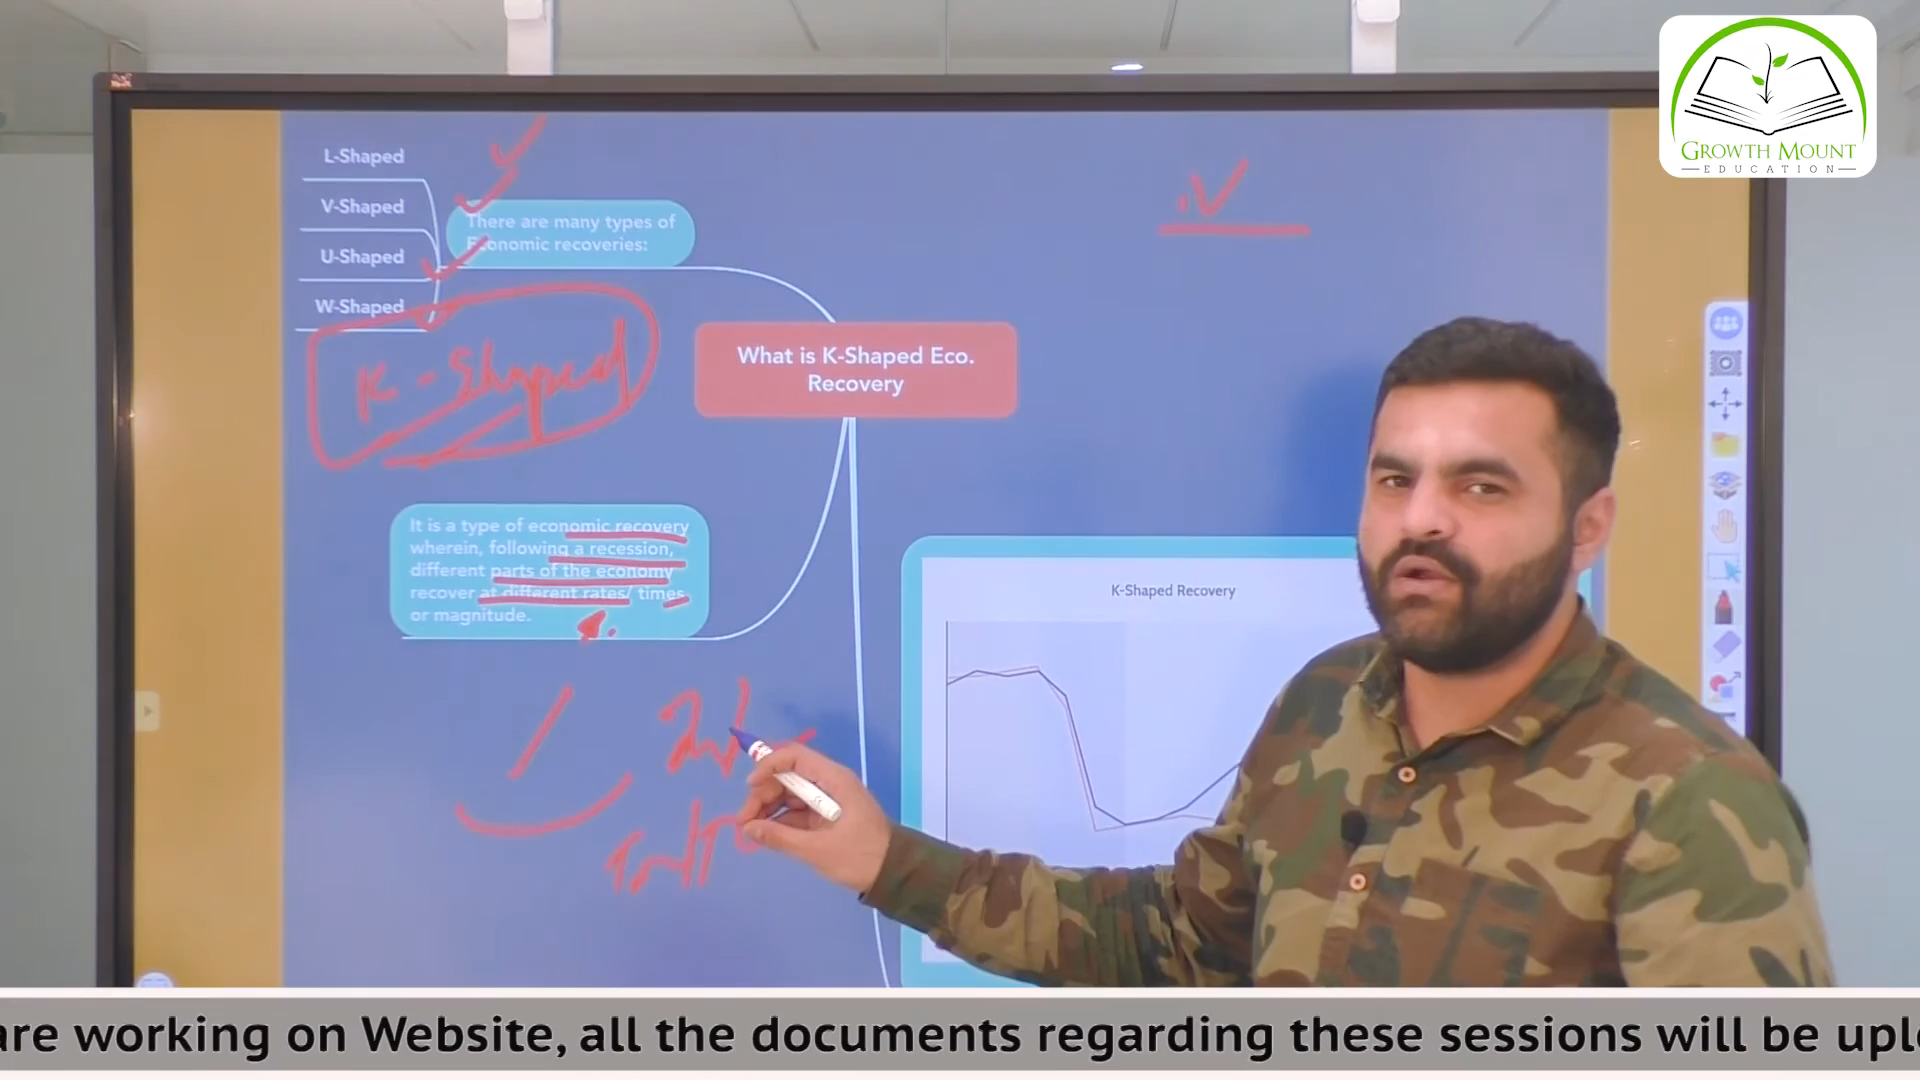 GROWTH MOUNT
EDUCATION
L-Shaped
V-Shaped
U-Shaped
W-Shaped
There are many types of
Economic recoveries:
K-Shaped
What is K-Shaped Eco.
Recovery
It is a type of economic recovery
wherein, following a recession,
different parts of the economy
recover at different rates/ times
or magnitude.
K-Shaped Recovery
are working on Website, all the documents regarding these sessions will be uplo